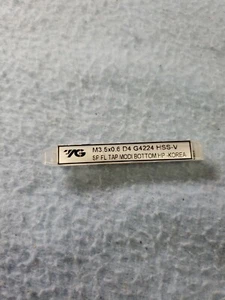 YG M3.5x0.6 D4 G4224 HSS-V
SP. FL TAP MODI BOTTOM HP -KOREA